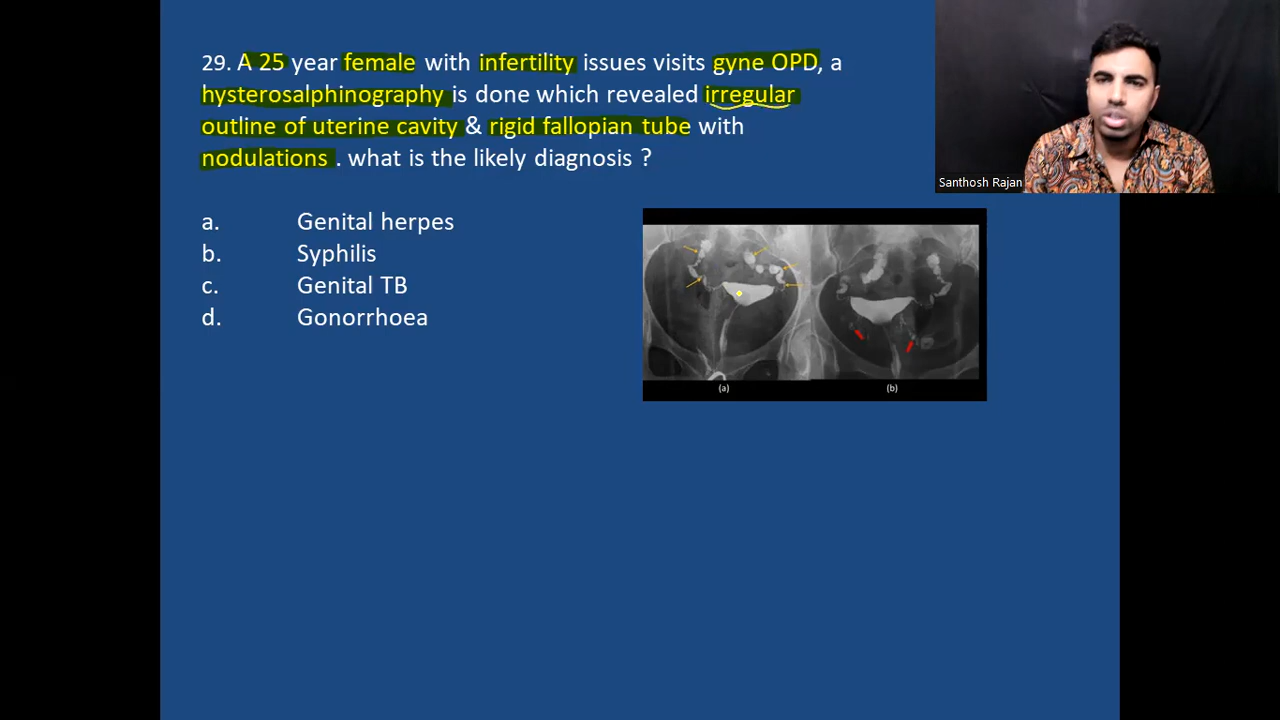 29. A 25 year female with infertility issues visits gyne OPD, a
hysterosalphinography is done which revealed irregular
outline of uterine cavity & rigid fallopian tube with
nodulations . what is the likely diagnosis ?
a. Genital herpes
b. Syphilis
c. Genital TB
d. Gonorrhoea
(a) (b)
Santhosh Rajan